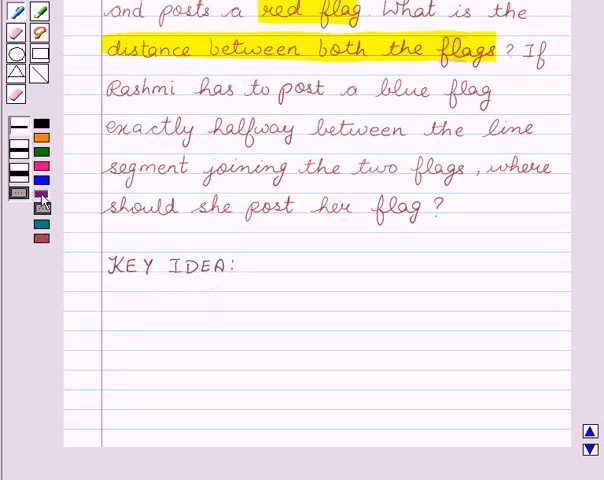 and posts a red flag. What is the
distance between both the flags ? If
Rashmi has to post a blue flag
exactly halfway between the line
segment joining the two flags, where
should she post her flag ?
KEY IDEA: